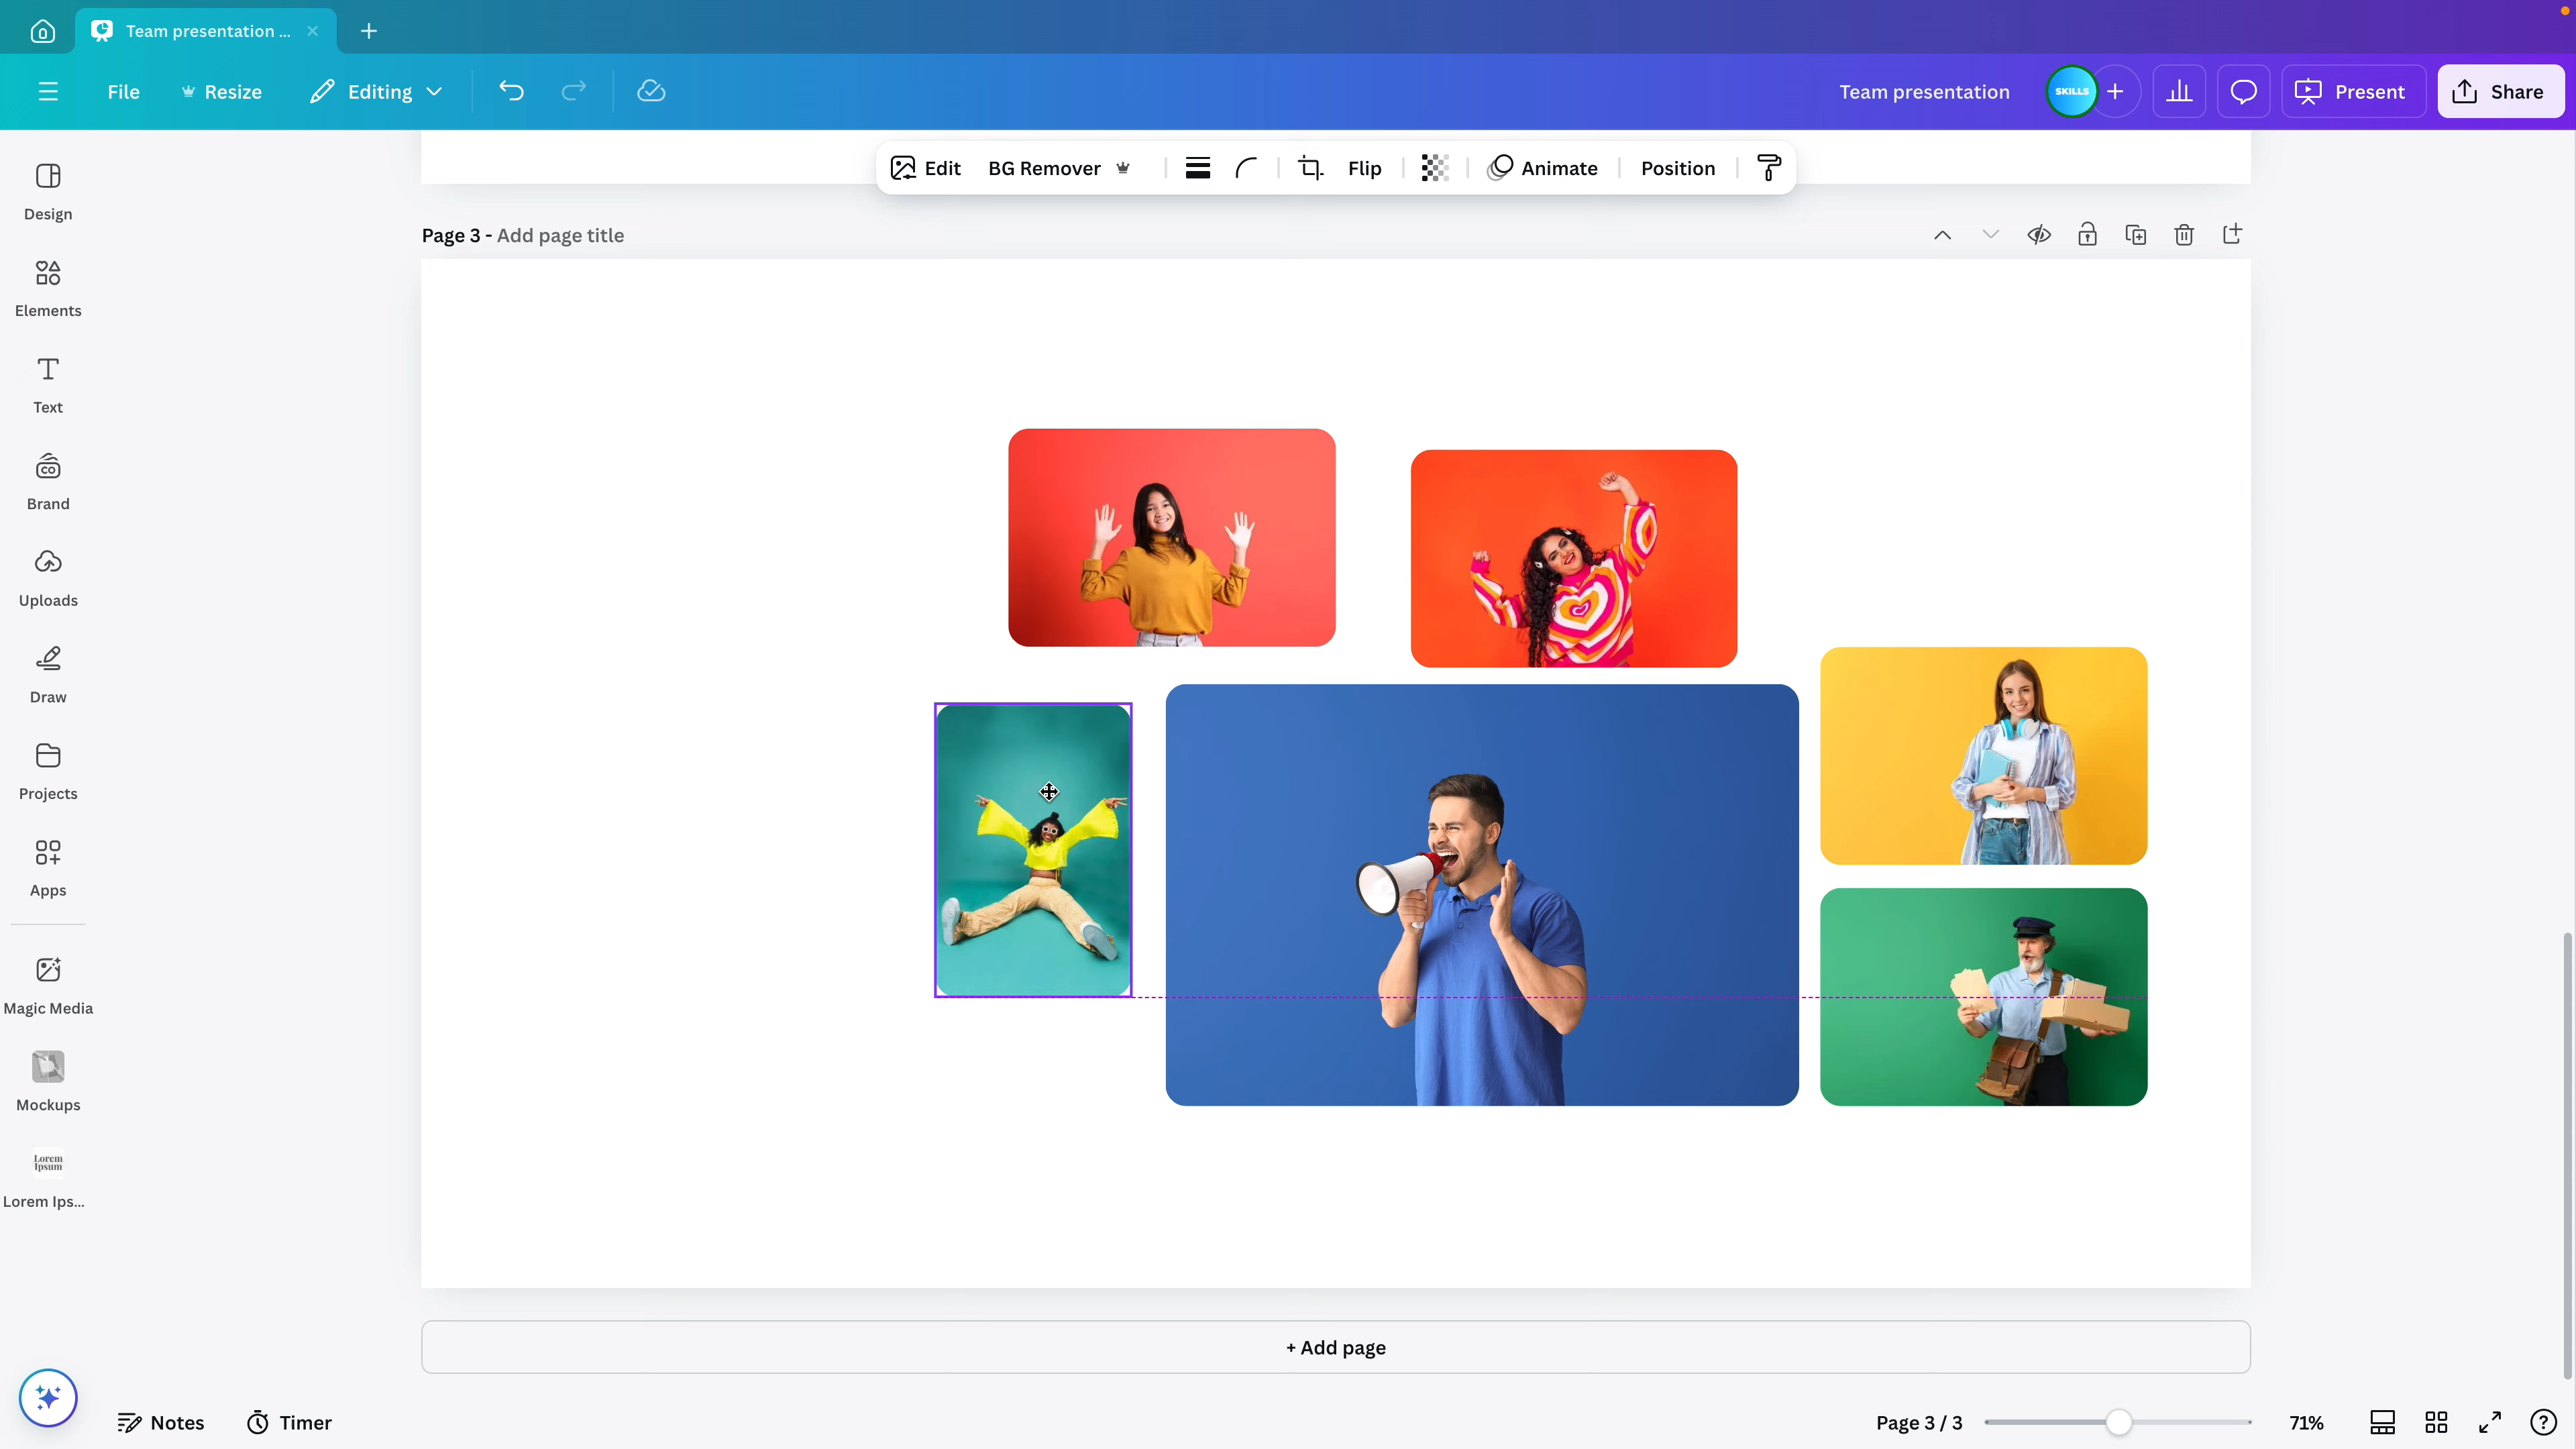 Team presentation ...
File
Resize
Editing
Team presentation
SKILLS
Present
Share
Edit
BG Remover
Flip
Animate
Position
Page 3 - Add page title
Design
Elements
Text
CO
Brand
Uploads
Draw
Projects
Apps
Magic Media
Mockups
Lorem
Ipsum
Lorem Ips...
+ Add page
Notes
Timer
Page 3 / 3
71%